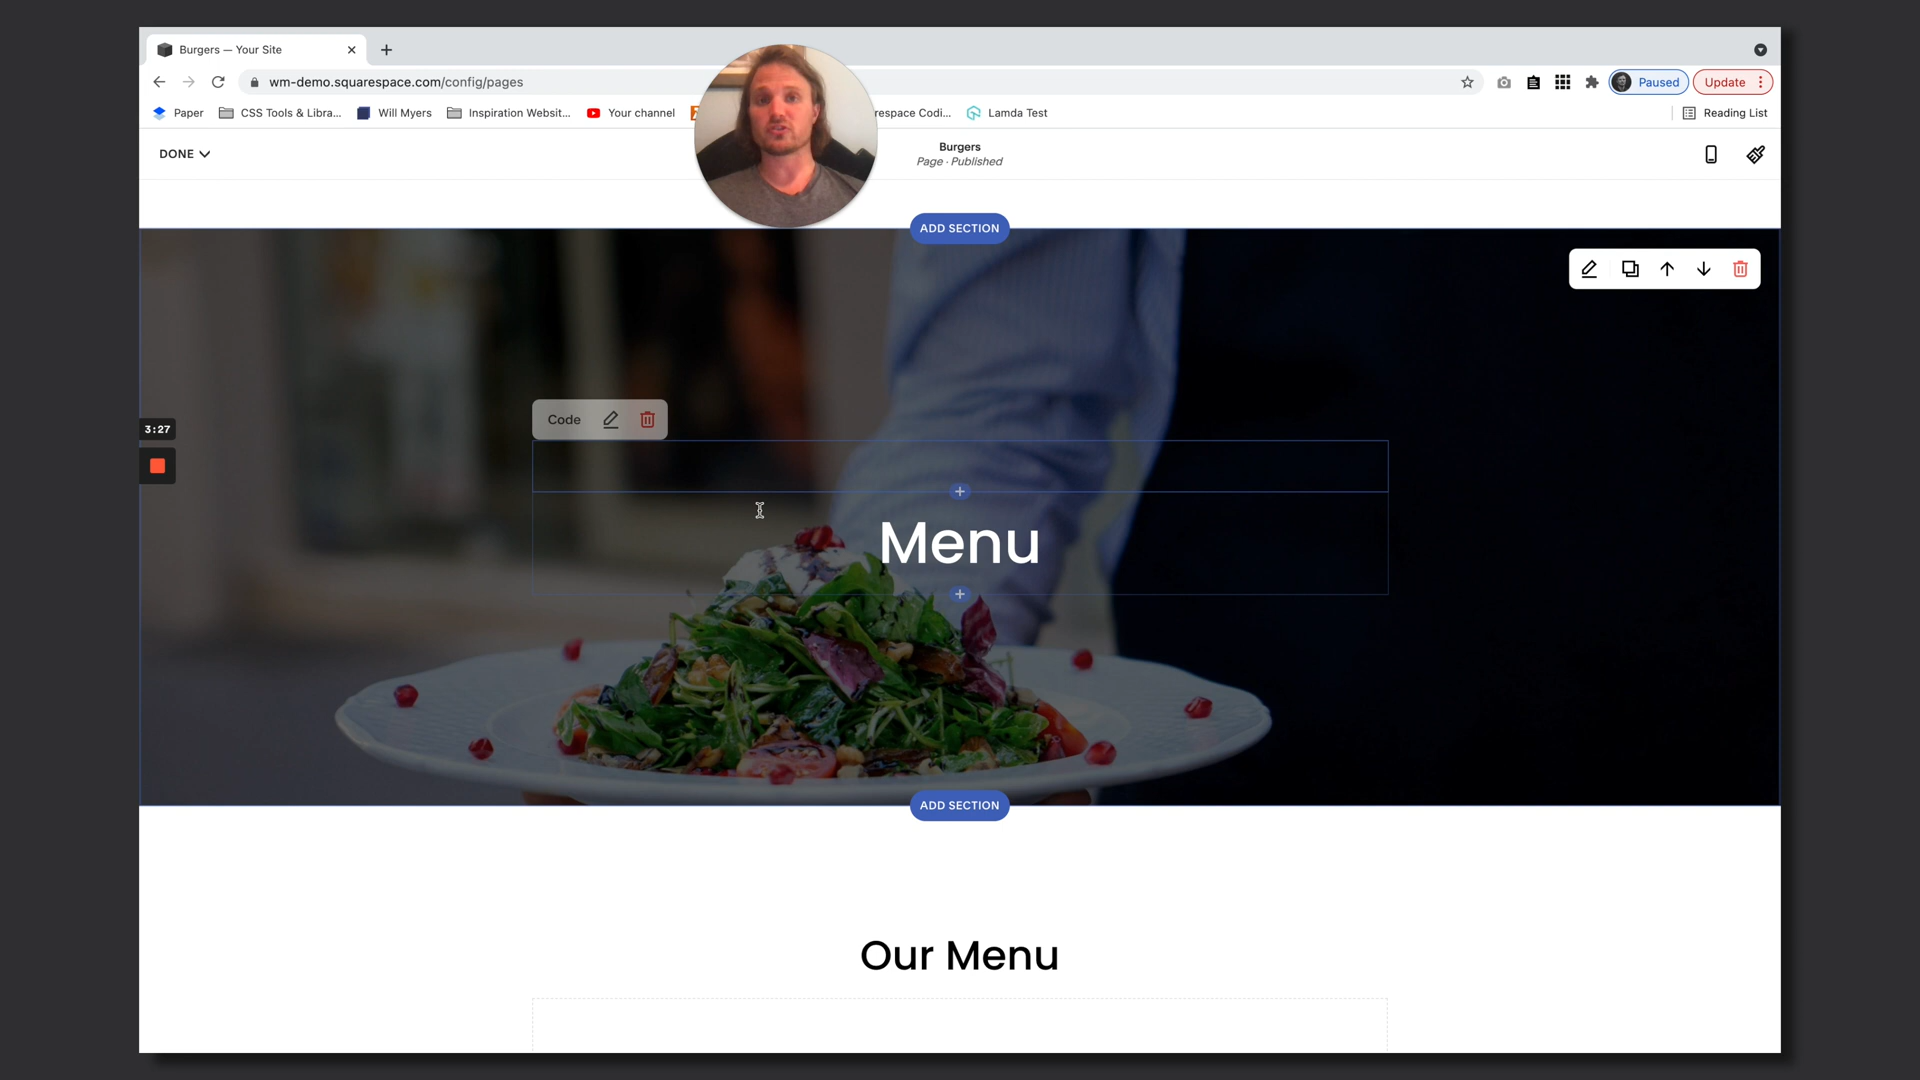 Burgers — Your Site
wm-demo.squarespace.com/config/pages
Paused
Update
Paper
CSS Tools & Libra...
Will Myers
Inspiration Websit...
Your channel
respace Codi...
Lamda Test
Reading List
DONE
Burgers
Page · Published
ADD SECTION
Code
3:27
Menu
ADD SECTION
Our Menu